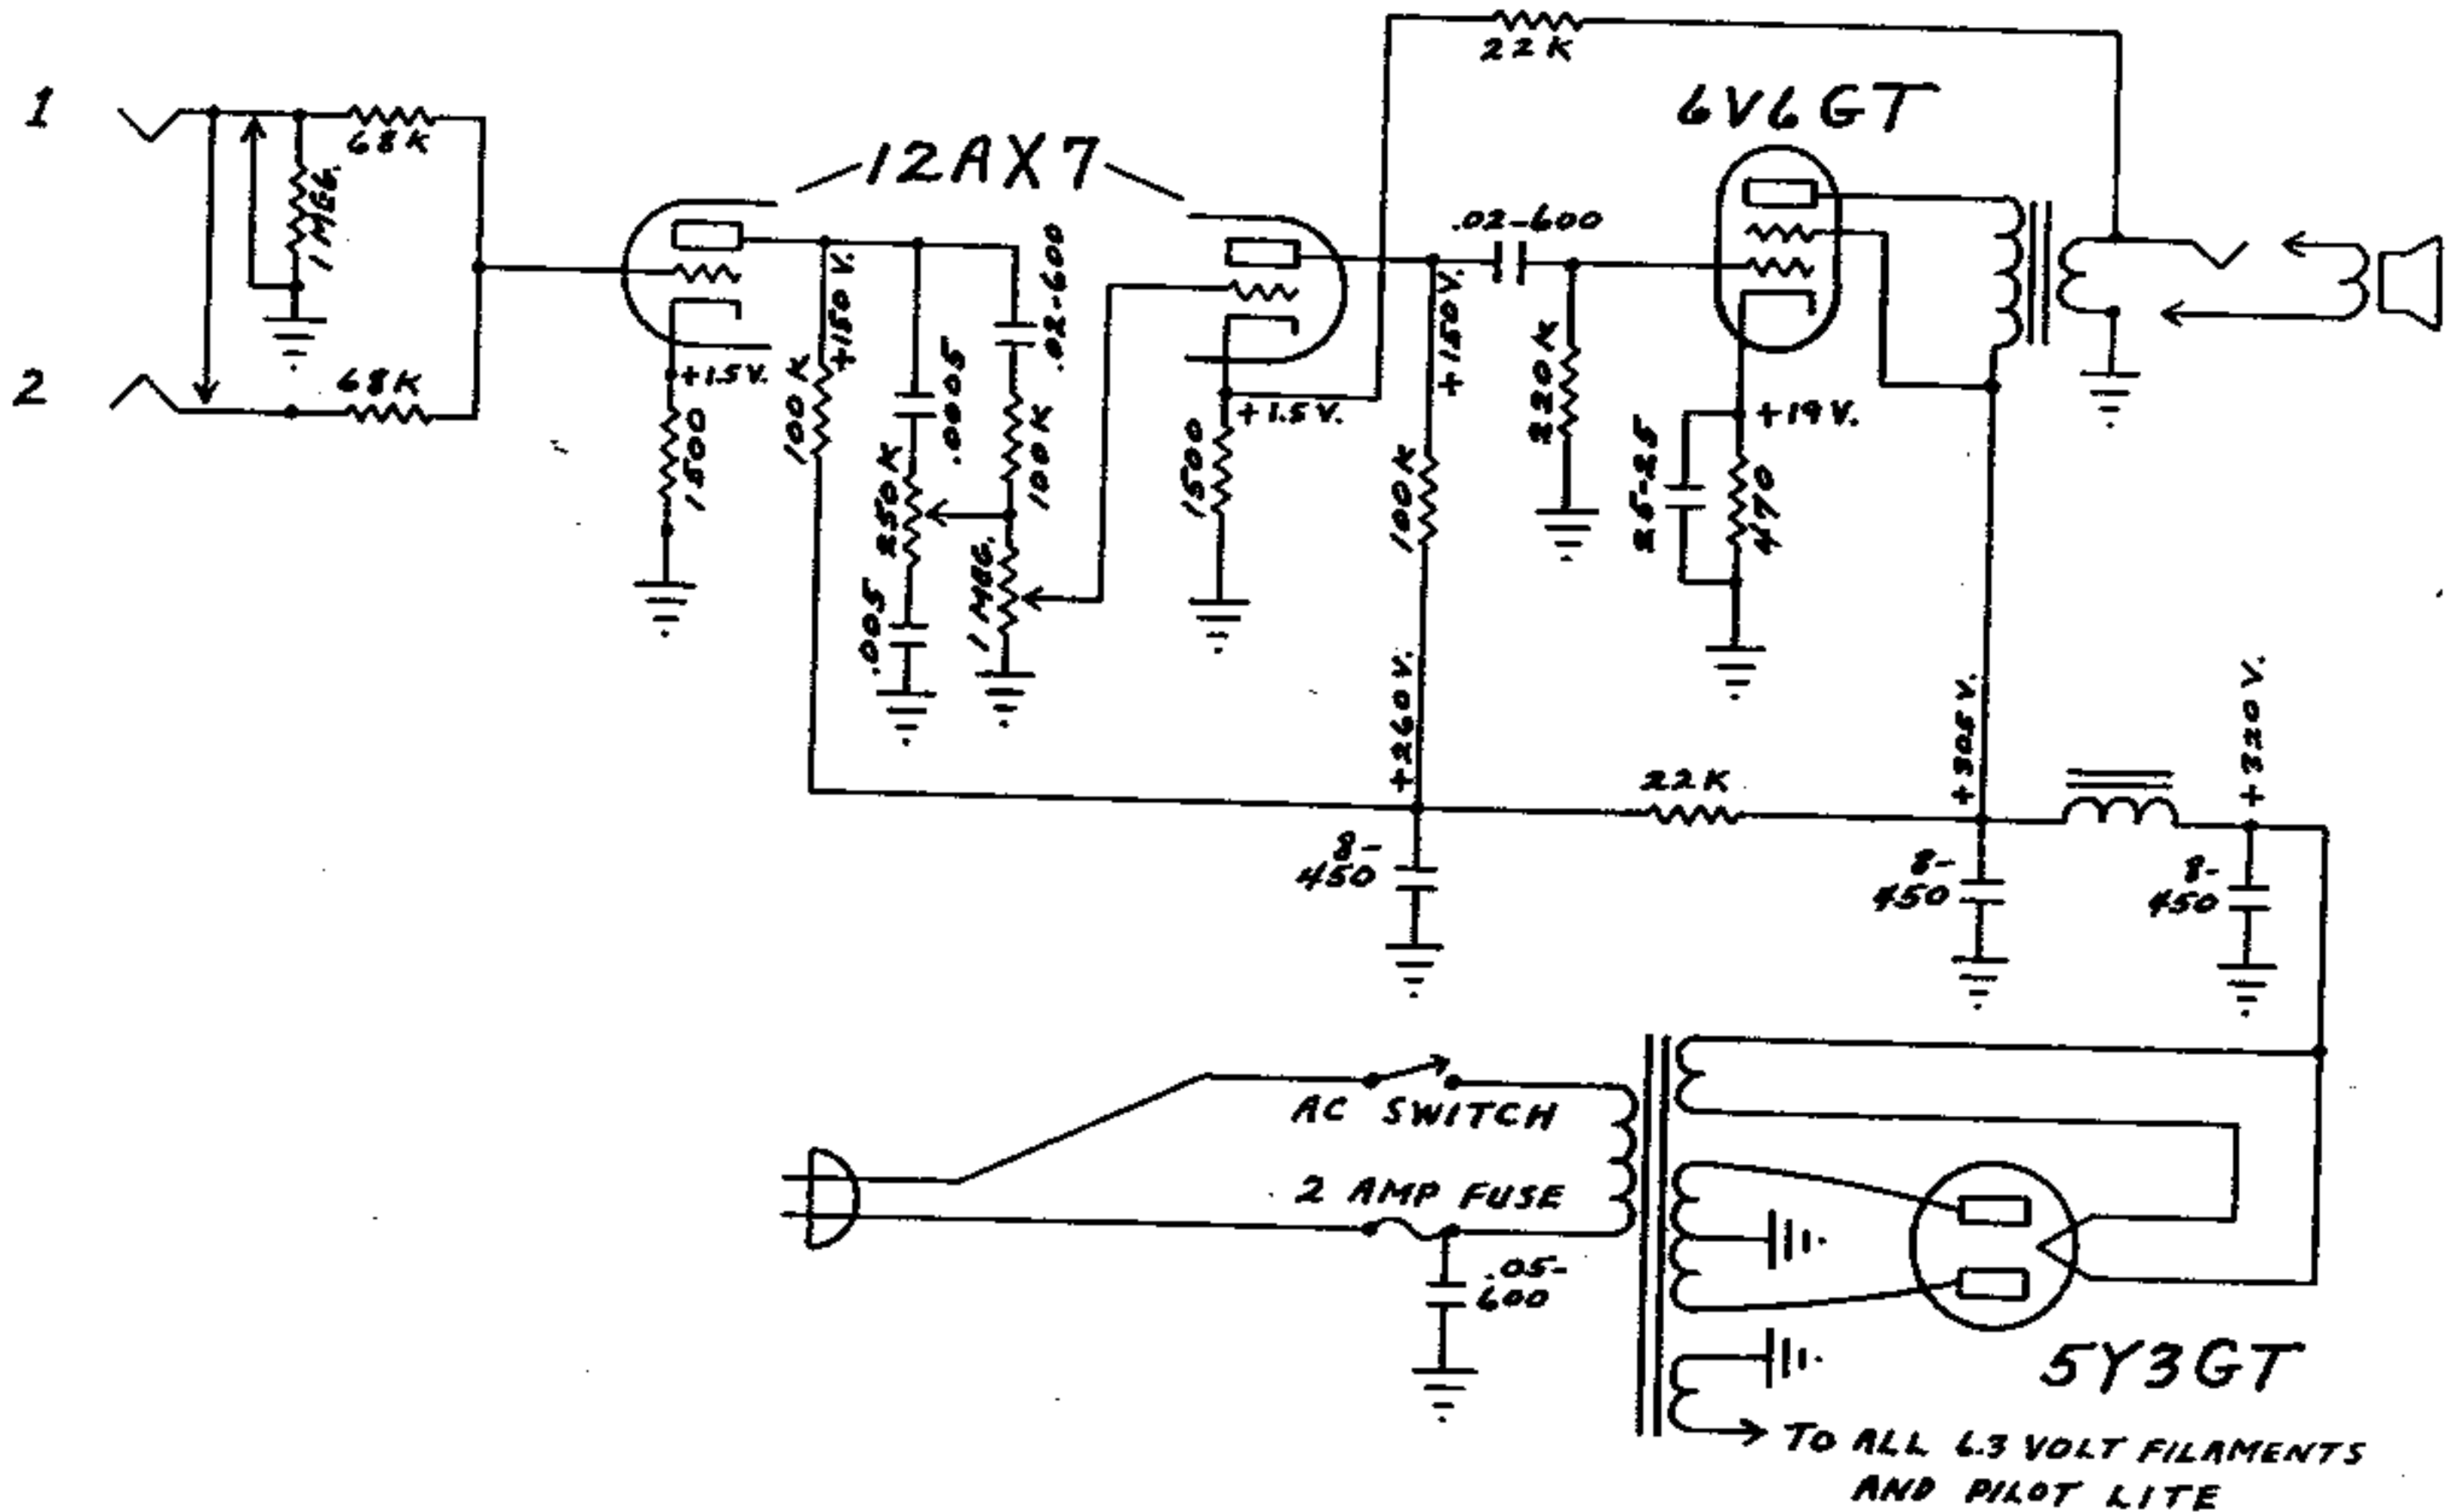 22K
6V6GT
1
68K
1 MEG.
12AX7
.02-600
+150 V.
.02-600
+150V.
2
68K
+1.5V.
1500
100K
.0005
250K
100K
.005
1 MEG.
+1.5V.
1500
100K
220K
+19V.
25-25
470
+260V.
+305V.
+320V.
22K
8-
450
8-
450
8-
450
AC SWITCH
2 AMP FUSE
.05-
600
5Y3GT
TO ALL 6.3 VOLT FILAMENTS
AND PILOT LITE